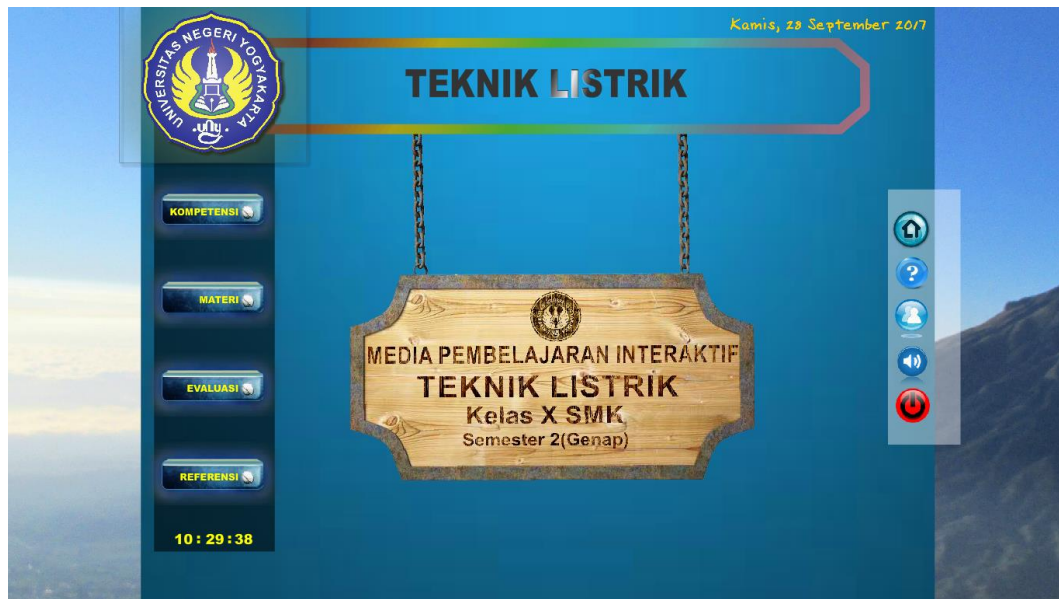 Kamis, 28 September 2017
UNIVERSITAS NEGERI YOGYAKARTA
uny
TEKNIK LISTRIK
KOMPETENSI
MATERI
EVALUASI
REFERENSI
10:29:38
MEDIA PEMBELAJARAN INTERAKTIF
TEKNIK LISTRIK
Kelas X SMK
Semester 2(Genap)
?